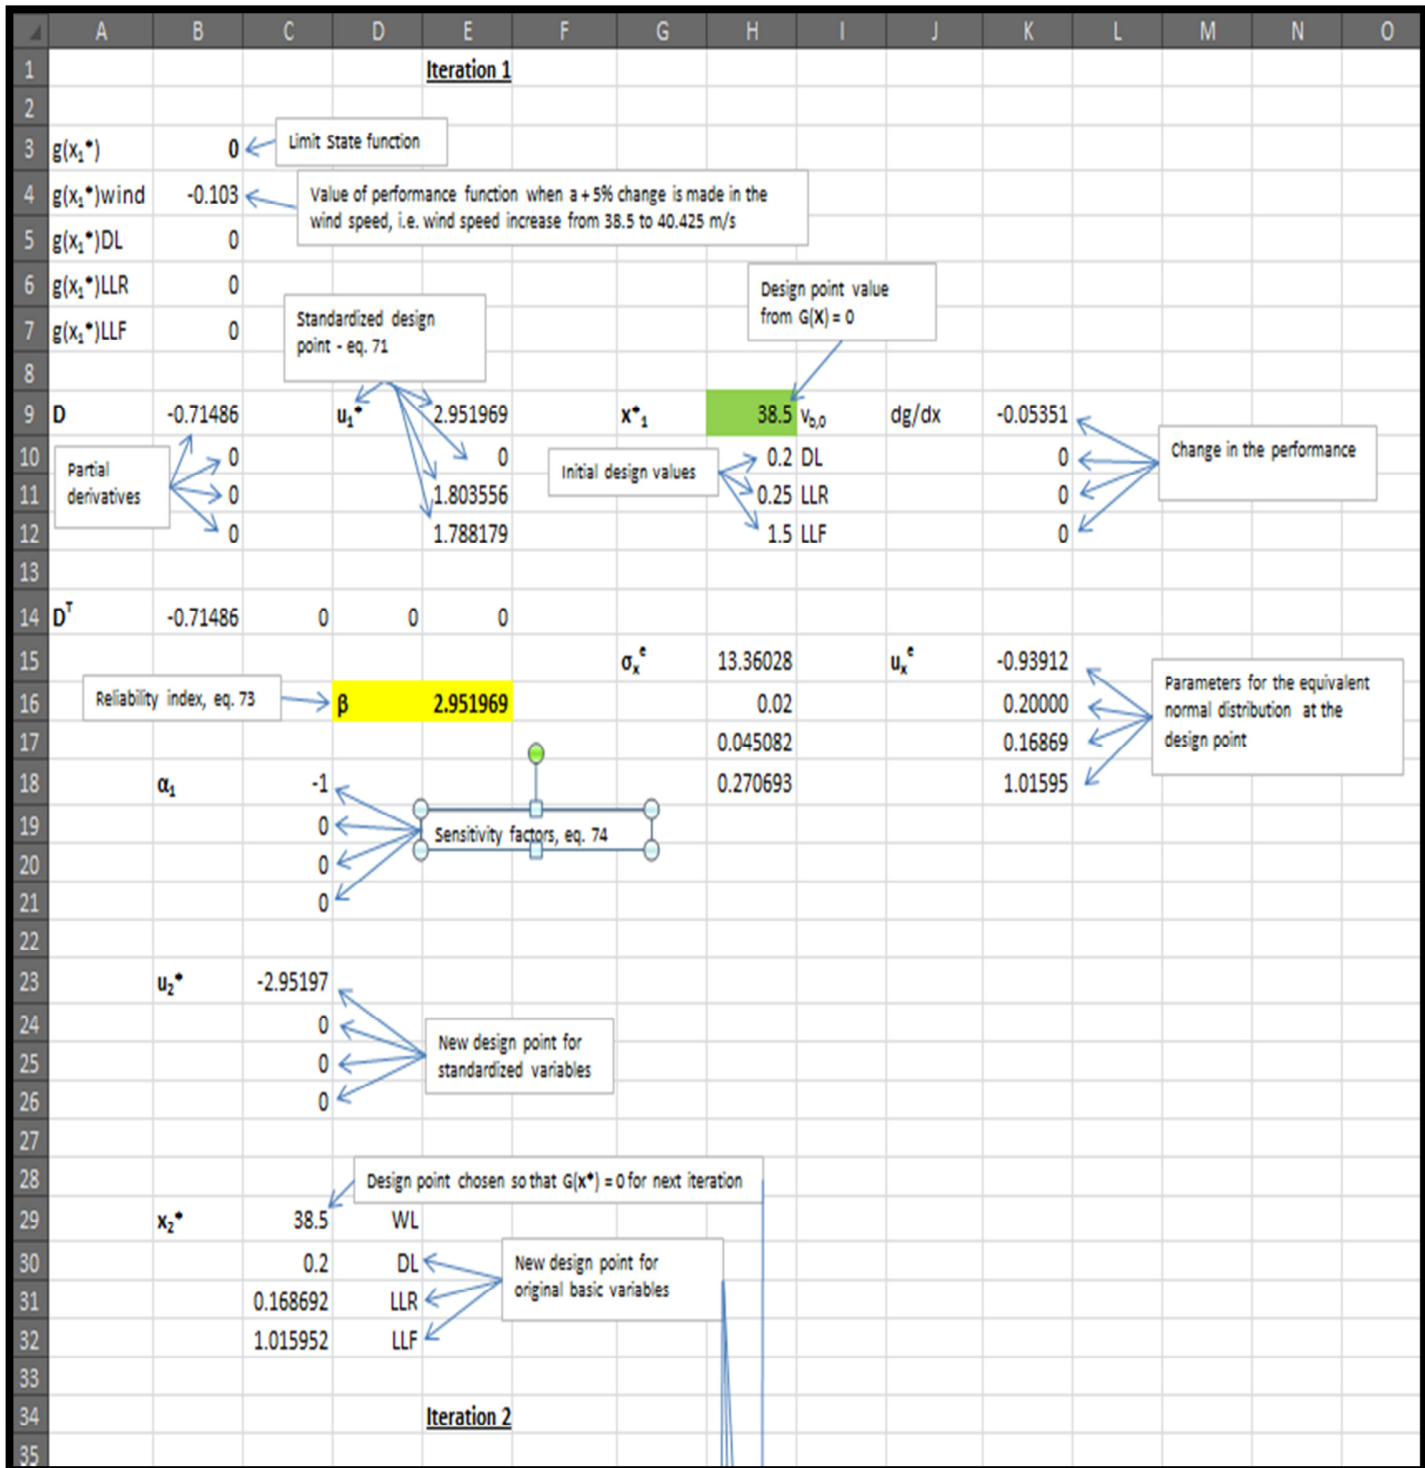 A B C D E F G H I J K L M N O
1 Iteration 1
2
3 g(x₁*) 0 Limit State function
4 g(x₁*)wind -0.103 Value of performance function when a + 5% change is made in the
wind speed, i.e. wind speed increase from 38.5 to 40.425 m/s
5 g(x₁*)DL 0
6 g(x₁*)LLR 0
Design point value
from G(X) = 0
7 g(x₁*)LLF 0
Standardized design
point - eq. 71
8
9 D -0.71486 u₁* 2.951969 x*₁ 38.5 v_b,0 dg/dx -0.05351
10 0 0 0.2 DL 0
Partial
derivatives
Initial design values
Change in the performance
11 0 1.803556 0.25 LLR 0
12 0 1.788179 1.5 LLF 0
13
14 Dᵀ -0.71486 0 0 0
15 σₓᵉ 13.36028 uₓᵉ -0.93912
Parameters for the equivalent
normal distribution at the
design point
16 Reliability index, eq. 73 β 2.951969 0.02 0.20000
17 0.045082 0.16869
18 α₁ -1 0.270693 1.01595
19 0 Sensitivity factors, eq. 74
20 0
21 0
22
23 u₂* -2.95197
24 0
25 0
New design point for
standardized variables
26 0
27
28 Design point chosen so that G(x*) = 0 for next iteration
29 x₂* 38.5 WL
30 0.2 DL
New design point for
original basic variables
31 0.168692 LLR
32 1.015952 LLF
33
34 Iteration 2
35